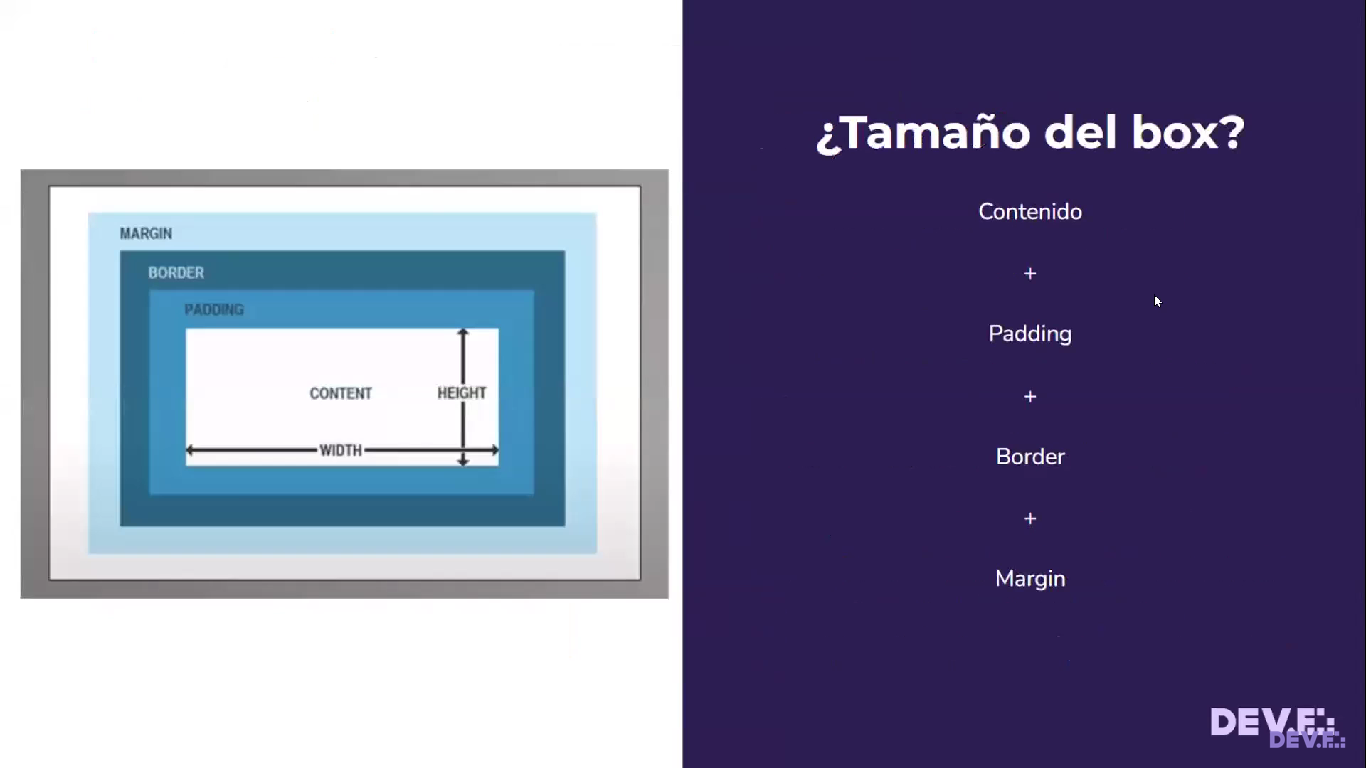 MARGIN
BORDER
PADDING
CONTENT
HEIGHT
WIDTH
¿Tamaño del box?
Contenido
+
Padding
+
Border
+
Margin
DEV.F.:
DEV.F.: